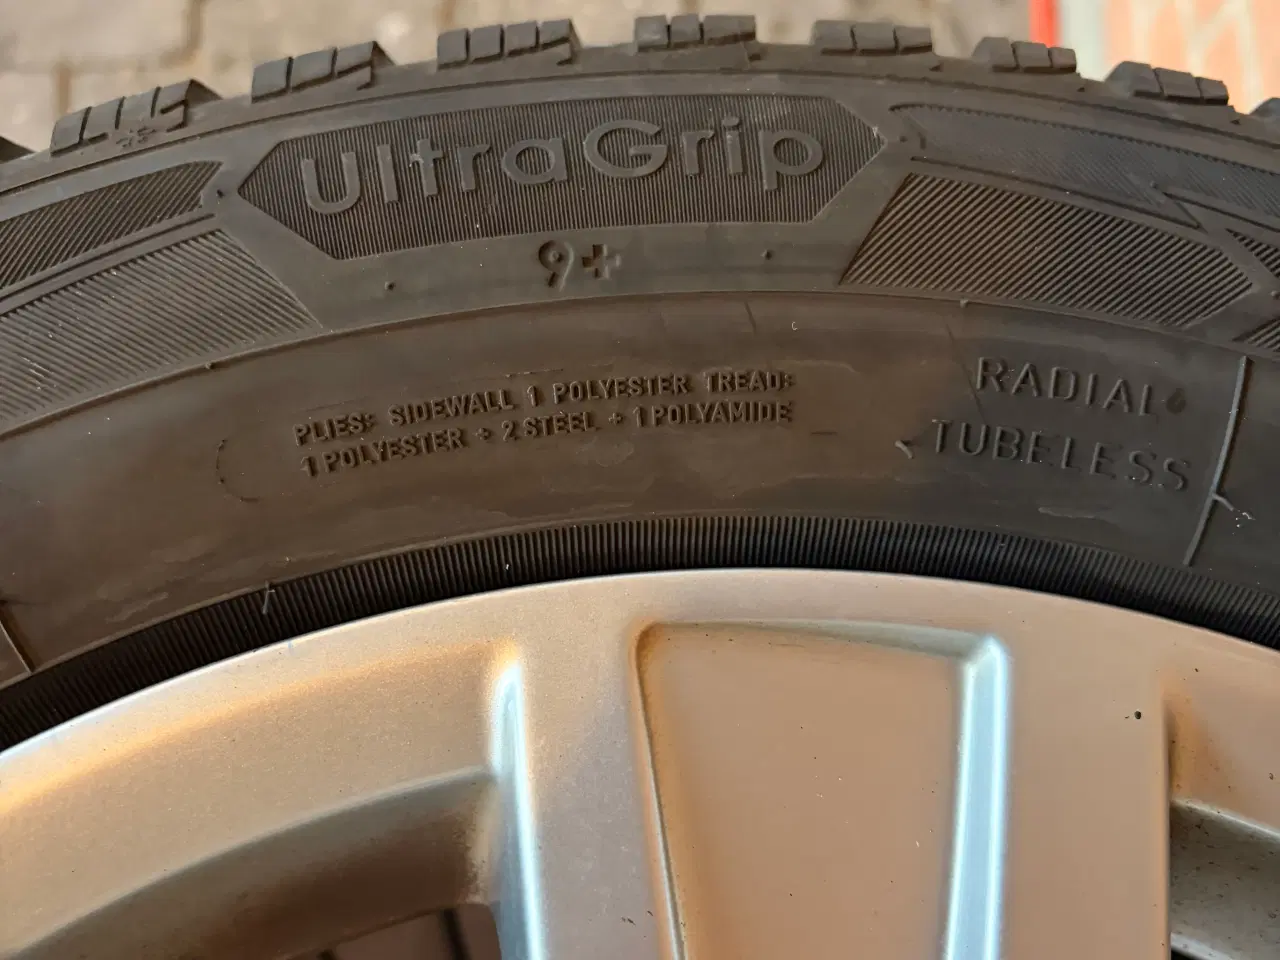 UltraGrip
9+
PLIES: SIDEWALL 1 POLYESTER TREAD:
1 POLYESTER + 2 STEEL + 1 POLYAMIDE
RADIAL
TUBELESS